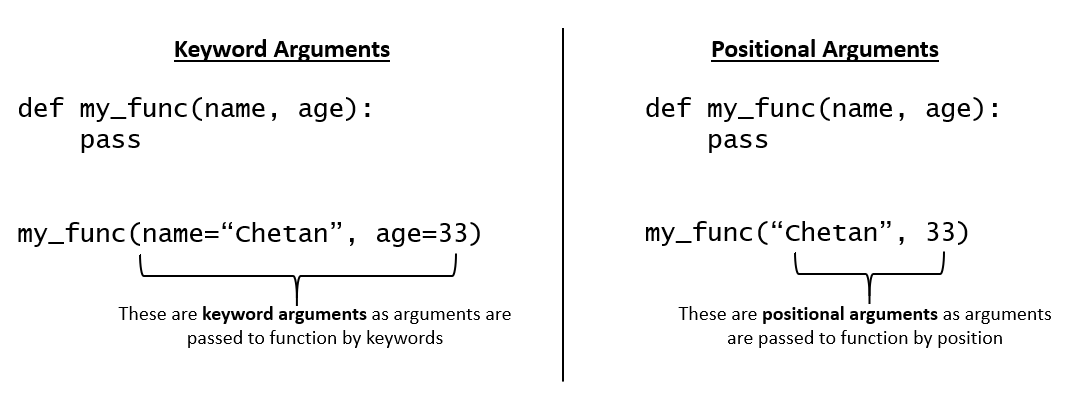 Keyword Arguments
def my_func(name, age):
    pass
my_func(name=“Chetan”, age=33)
These are keyword arguments as arguments are
passed to function by keywords
Positional Arguments
def my_func(name, age):
    pass
my_func(“Chetan”, 33)
These are positional arguments as arguments
are passed to function by position